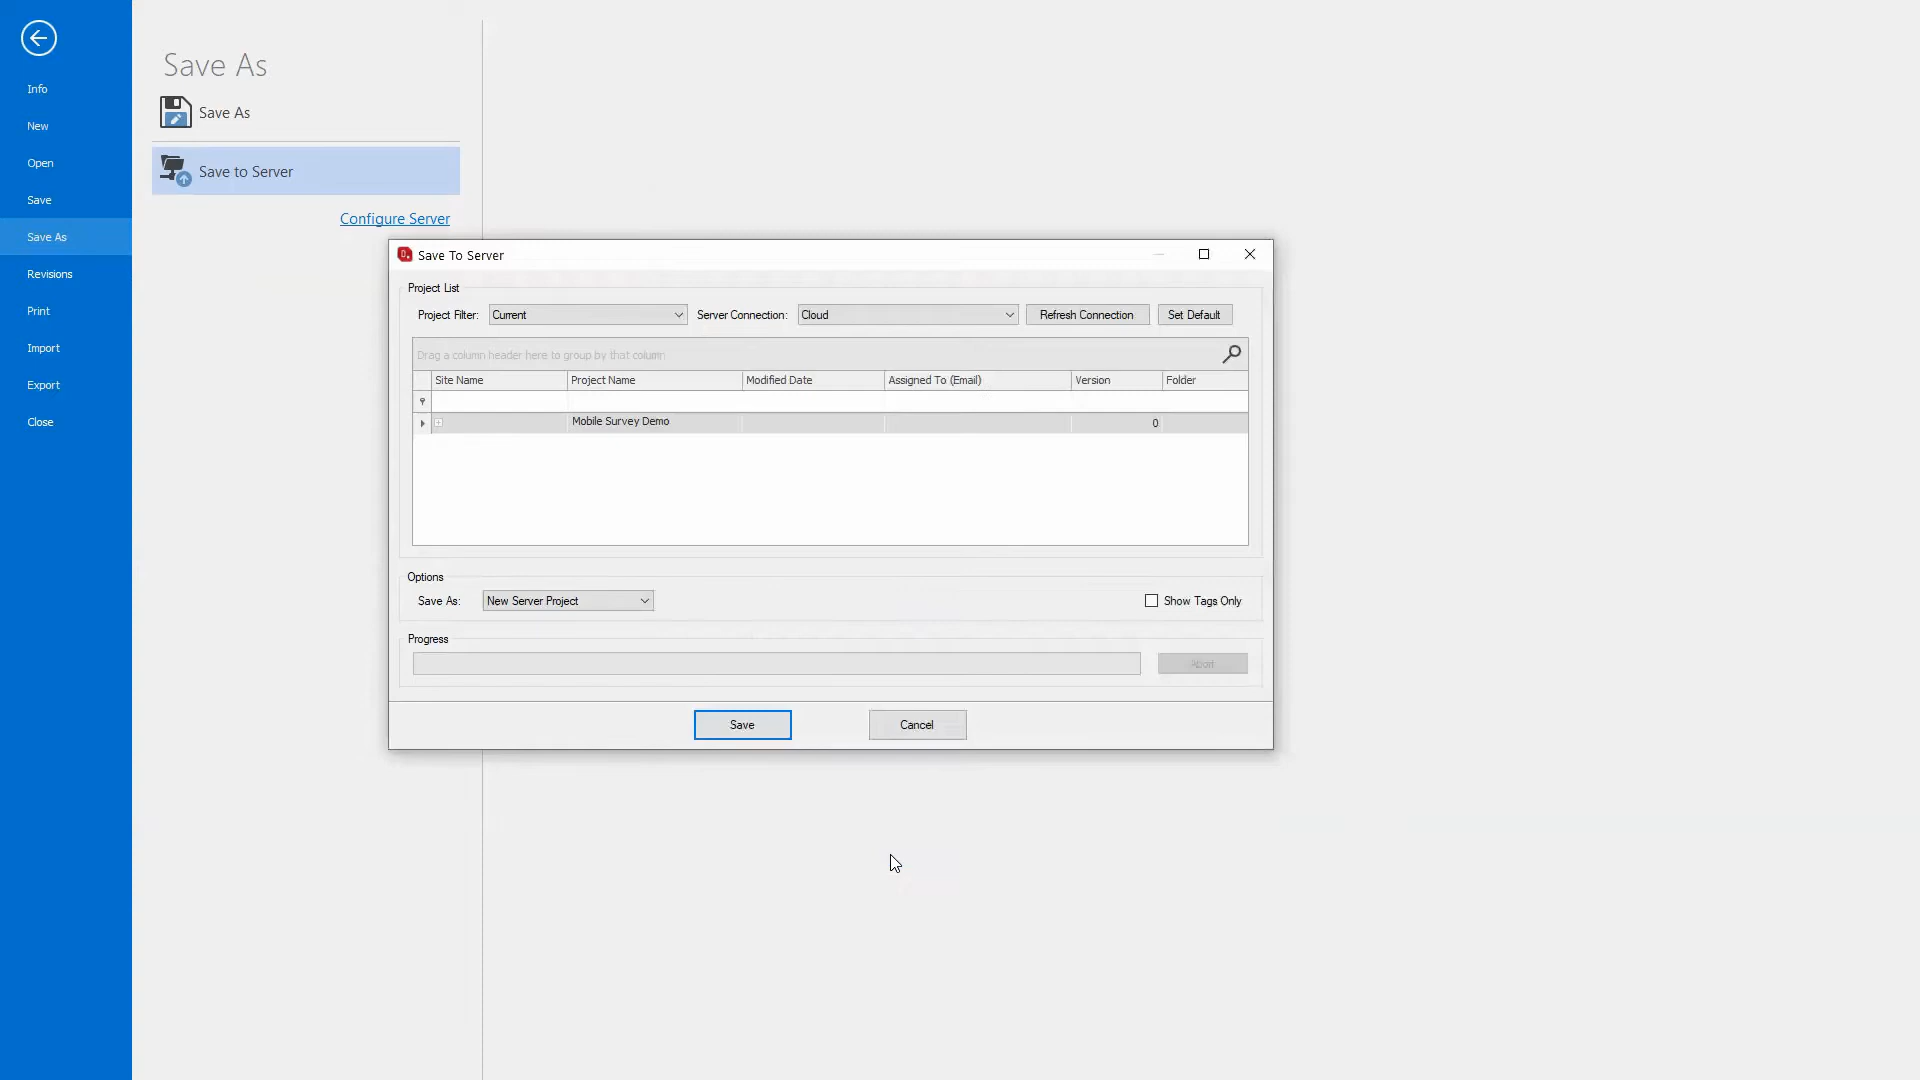 Info
New
Open
Save
Save As
Revisions
Print
Import
Export
Close
Save As
Save As
Save to Server
Configure Server
Save To Server
Project List
Project Filter: Current Server Connection: Cloud Refresh Connection Set Default
Drag a column header here to group by that column
Site Name Project Name Modified Date Assigned To (Email) Version Folder
Mobile Survey Demo 0
Options
Save As: New Server Project Show Tags Only
Progress
Abort
Save Cancel